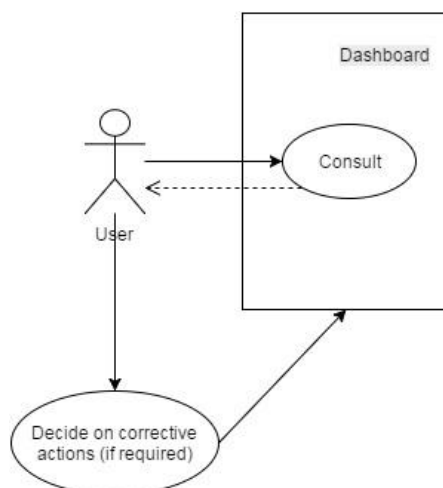 Dashboard
Consult
User
Decide on corrective
actions (if required)